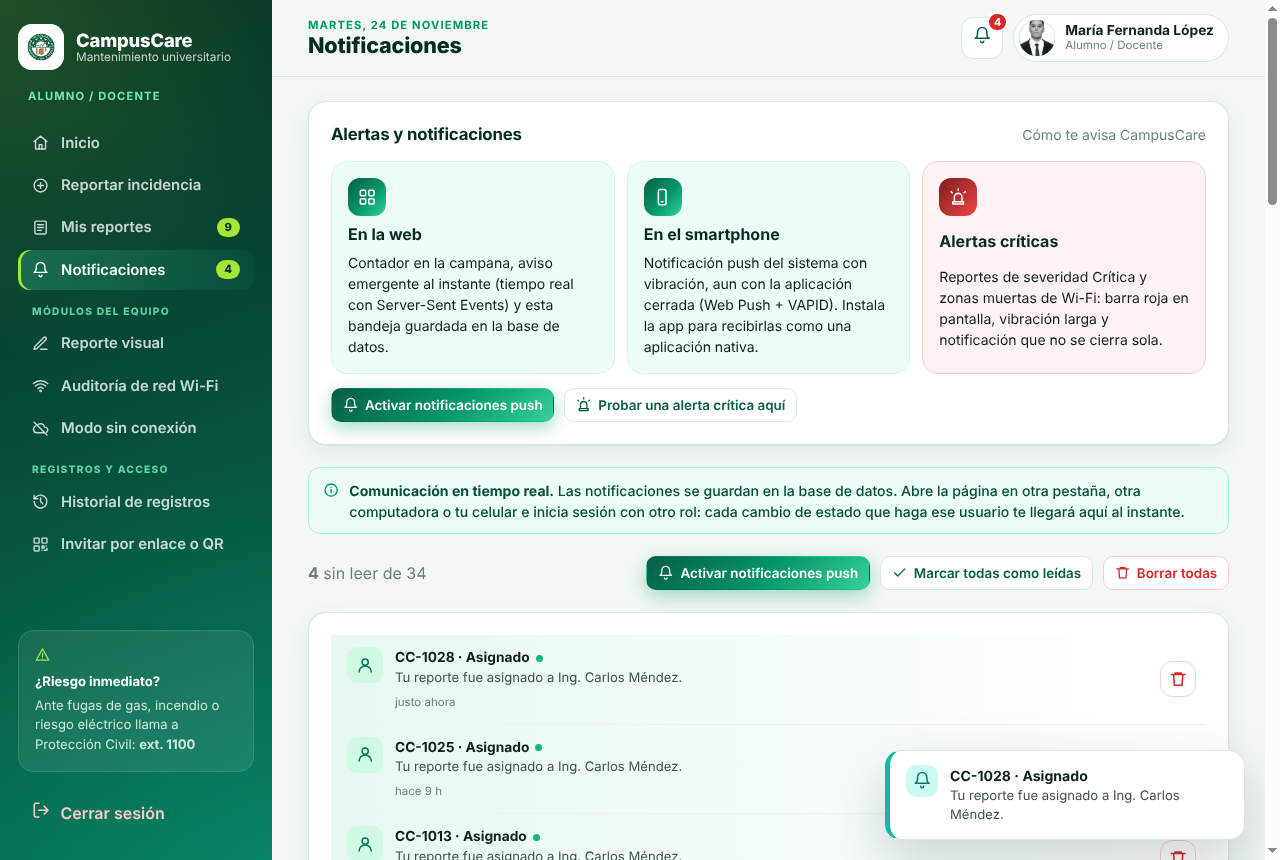 CampusCare
Mantenimiento universitario
ALUMNO / DOCENTE
Inicio
Reportar incidencia
Mis reportes 9
Notificaciones 4
MÓDULOS DEL EQUIPO
Reporte visual
Auditoría de red Wi-Fi
Modo sin conexión
REGISTROS Y ACCESO
Historial de registros
Invitar por enlace o QR
¿Riesgo inmediato?
Ante fugas de gas, incendio o
riesgo eléctrico llama a
Protección Civil: ext. 1100
Cerrar sesión
MARTES, 24 DE NOVIEMBRE
Notificaciones
4
María Fernanda López
Alumno / Docente
Alertas y notificaciones
Cómo te avisa CampusCare
En la web
Contador en la campana, aviso
emergente al instante (tiempo real
con Server-Sent Events) y esta
bandeja guardada en la base de
datos.
En el smartphone
Notificación push del sistema con
vibración, aun con la aplicación
cerrada (Web Push + VAPID). Instala
la app para recibirlas como una
aplicación nativa.
Alertas críticas
Reportes de severidad Crítica y
zonas muertas de Wi-Fi: barra roja en
pantalla, vibración larga y
notificación que no se cierra sola.
Activar notificaciones push
Probar una alerta crítica aquí
Comunicación en tiempo real. Las notificaciones se guardan en la base de datos. Abre la página en otra pestaña, otra
computadora o tu celular e inicia sesión con otro rol: cada cambio de estado que haga ese usuario te llegará aquí al instante.
4 sin leer de 34
Activar notificaciones push
Marcar todas como leídas
Borrar todas
CC-1028 · Asignado
Tu reporte fue asignado a Ing. Carlos Méndez.
justo ahora
CC-1025 · Asignado
Tu reporte fue asignado a Ing. Carlos Méndez.
hace 9 h
CC-1013 · Asignado
Tu reporte fue asignado a Ing. Carlos Méndez.
CC-1028 · Asignado
Tu reporte fue asignado a Ing. Carlos
Méndez.